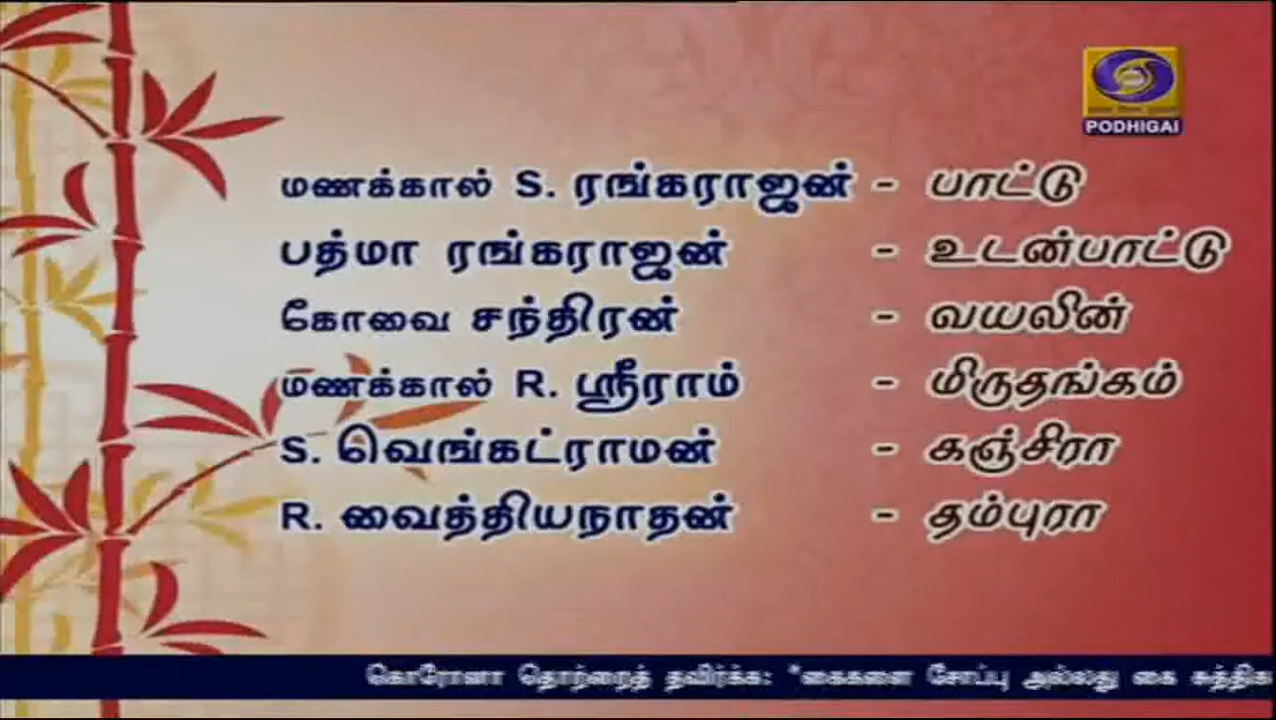 PODHIGAI
மணக்கால் S. ரங்கராஜன் - பாட்டு
பத்மா ரங்கராஜன் - உடன்பாட்டு
கோவை சந்திரன் - வயலின்
மணக்கால் R. ஸ்ரீராம் - மிருதங்கம்
S. வெங்கட்ராமன் - கஞ்சிரா
R. வைத்தியநாதன் - தம்புரா
கொரோனா தொற்றைத் தவிர்க்க: "கைகளை சோப்பு அல்லது கை சுத்திக